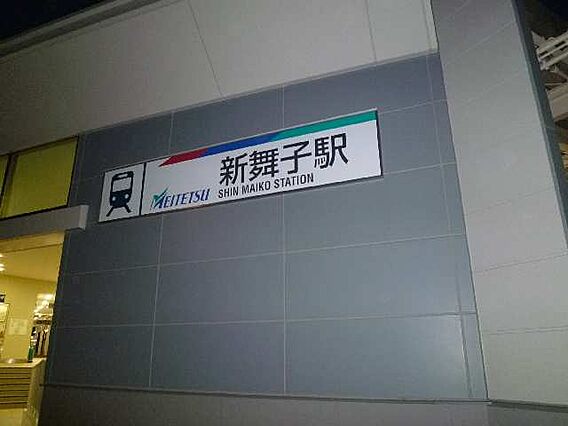 新舞子駅
MEITETSU
SHIN MAIKO STATION